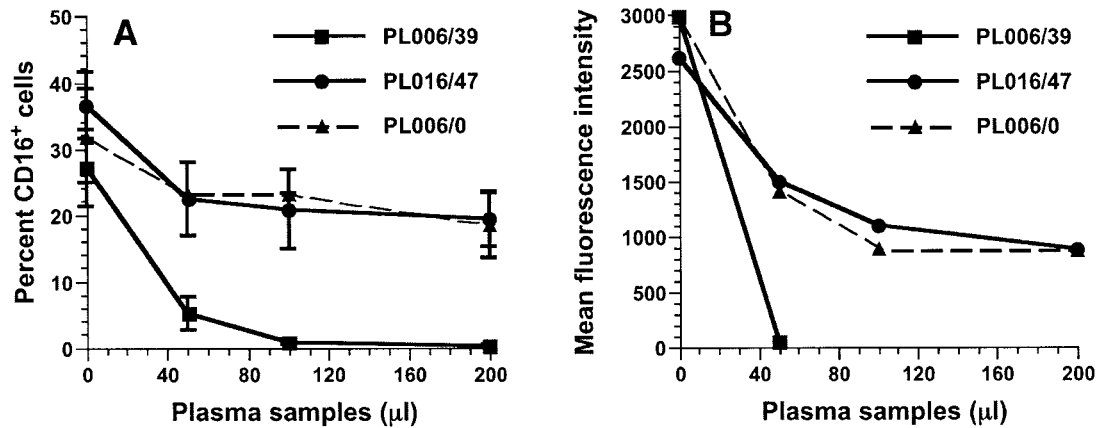 A
Percent CD16+ cells
50
40
30
20
10
0
0 40 80 120 160 200
Plasma samples (µl)
PL006/39
PL016/47
PL006/0
B
Mean fluorescence intensity
3000
2500
2000
1500
1000
500
0
0 40 80 120 160 200
Plasma samples (µl)
PL006/39
PL016/47
PL006/0